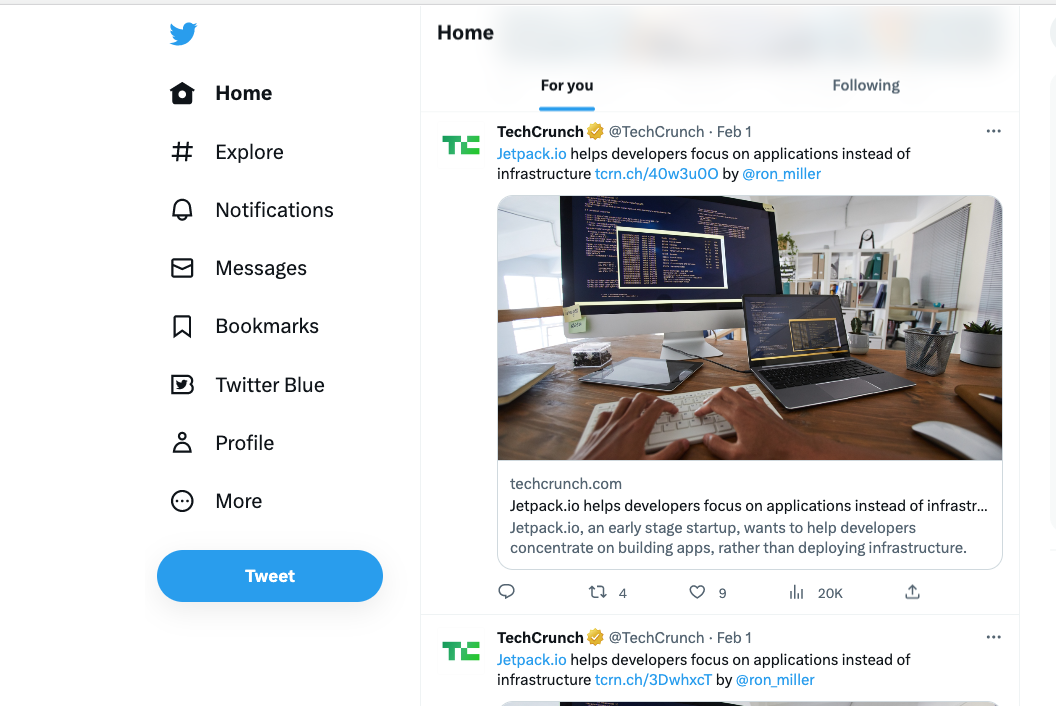 Home
Explore
Notifications
Messages
Bookmarks
Twitter Blue
Profile
More
Tweet
Home
For you
Following
TechCrunch @TechCrunch · Feb 1
Jetpack.io helps developers focus on applications instead of
infrastructure tcrn.ch/40w3u0O by @ron_miller
techcrunch.com
Jetpack.io helps developers focus on applications instead of infrastr...
Jetpack.io, an early stage startup, wants to help developers
concentrate on building apps, rather than deploying infrastructure.
4
9
20K
TechCrunch @TechCrunch · Feb 1
Jetpack.io helps developers focus on applications instead of
infrastructure tcrn.ch/3DwhxcT by @ron_miller